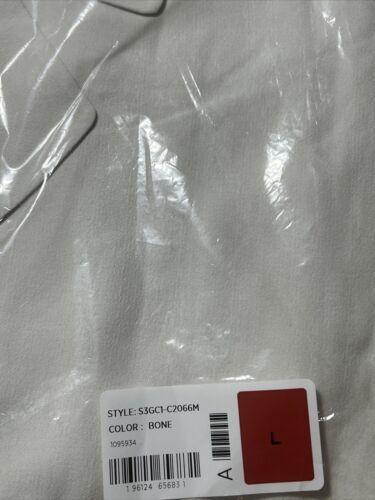 STYLE: S3GC1-C2066M
COLOR : BONE
1095934
1 96124 65683 1
A
L